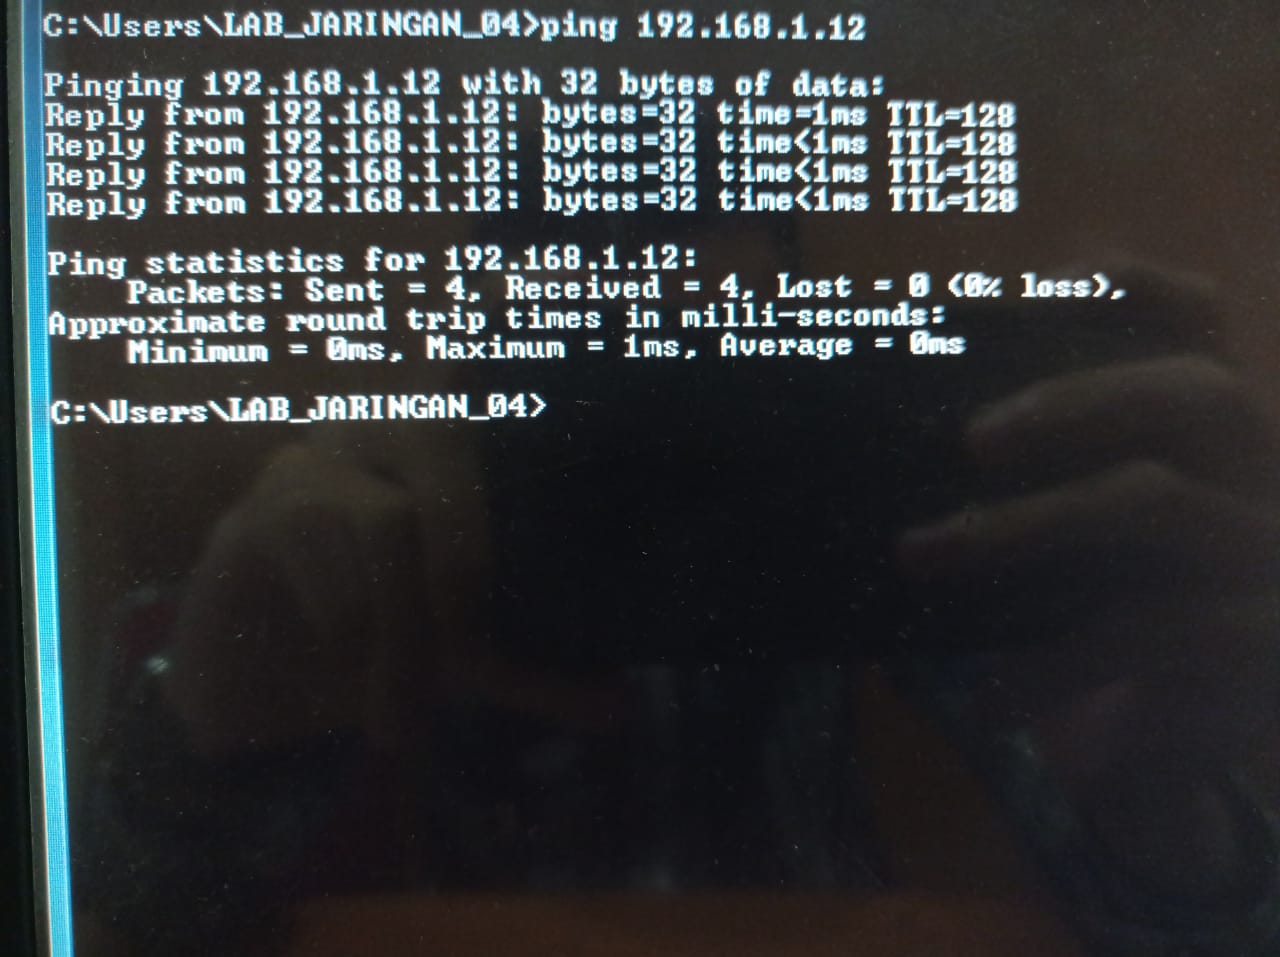 C:\Users\LAB_JARINGAN_04>ping 192.168.1.12
Pinging 192.168.1.12 with 32 bytes of data:
Reply from 192.168.1.12: bytes=32 time=1ms TTL=128
Reply from 192.168.1.12: bytes=32 time<1ms TTL=128
Reply from 192.168.1.12: bytes=32 time<1ms TTL=128
Reply from 192.168.1.12: bytes=32 time<1ms TTL=128
Ping statistics for 192.168.1.12:
Packets: Sent = 4, Received = 4, Lost = 0 (0% loss),
Approximate round trip times in milli-seconds:
Minimum = 0ms, Maximum = 1ms, Average = 0ms
C:\Users\LAB_JARINGAN_04>